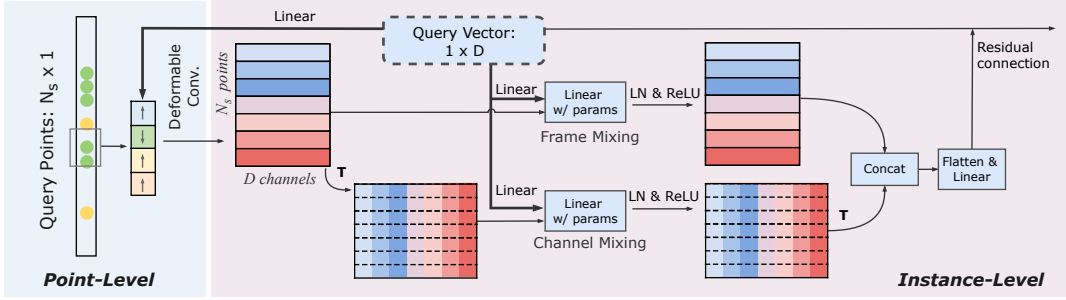 Query Points: Nₛ x 1
Point-Level
Linear
Deformable
Conv.
Query Vector:
1 x D
Nₛ points
D channels
T
Linear
Linear
w/ params
LN & ReLU
Frame Mixing
Linear
Linear
w/ params
LN & ReLU
Channel Mixing
T
Concat
Flatten &
Linear
Residual
connection
Instance-Level